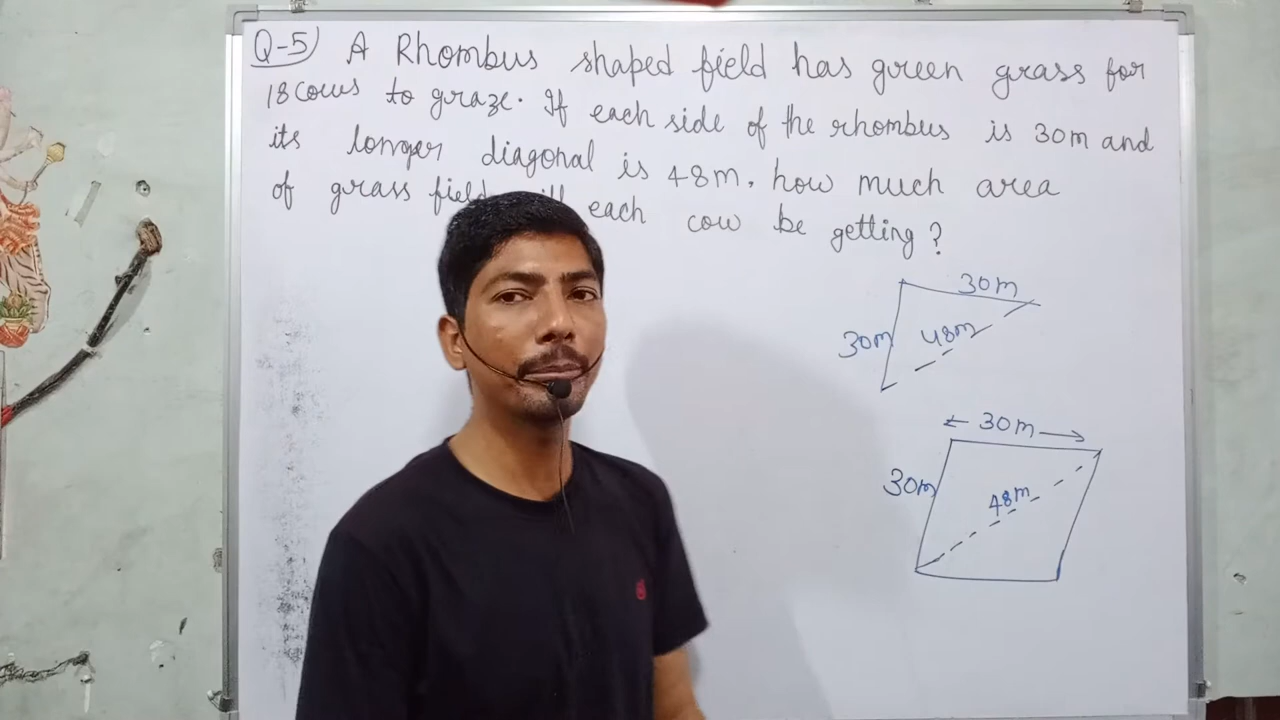 Q-5) A Rhombus shaped field has green grass for
18 cows to graze. If each side of the rhombus is 30m and
its longer diagonal is 48m, how much area
of grass field each cow be getting?
30m
30m 48m
← 30m →
30m
48m